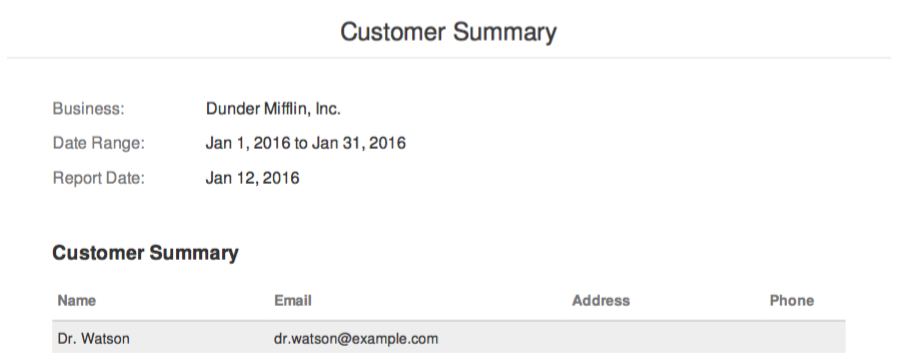 Customer Summary
Business: Dunder Mifflin, Inc.
Date Range: Jan 1, 2016 to Jan 31, 2016
Report Date: Jan 12, 2016
Customer Summary
Name Email Address Phone
Dr. Watson dr.watson@example.com